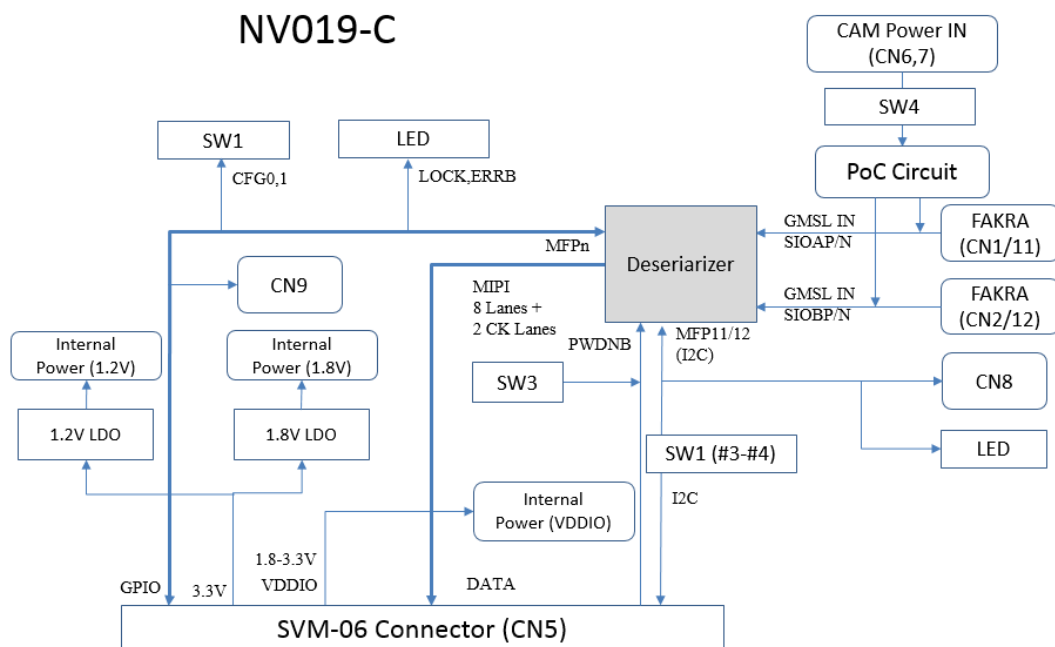 NV019-C
CAM Power IN
(CN6,7)
SW4
SW1
LED
PoC Circuit
CFG0,1
LOCK,ERRB
GMSL IN
SIOAP/N
FAKRA
(CN1/11)
MFPn
Deseriarizer
CN9
MIPI
8 Lanes +
2 CK Lanes
GMSL IN
SIOBP/N
FAKRA
(CN2/12)
PWDNB
MFP11/12
(I2C)
Internal
Power (1.2V)
Internal
Power (1.8V)
SW3
CN8
1.2V LDO
1.8V LDO
SW1 (#3-#4)
LED
I2C
Internal
Power (VDDIO)
1.8-3.3V
VDDIO
GPIO
3.3V
DATA
SVM-06 Connector (CN5)